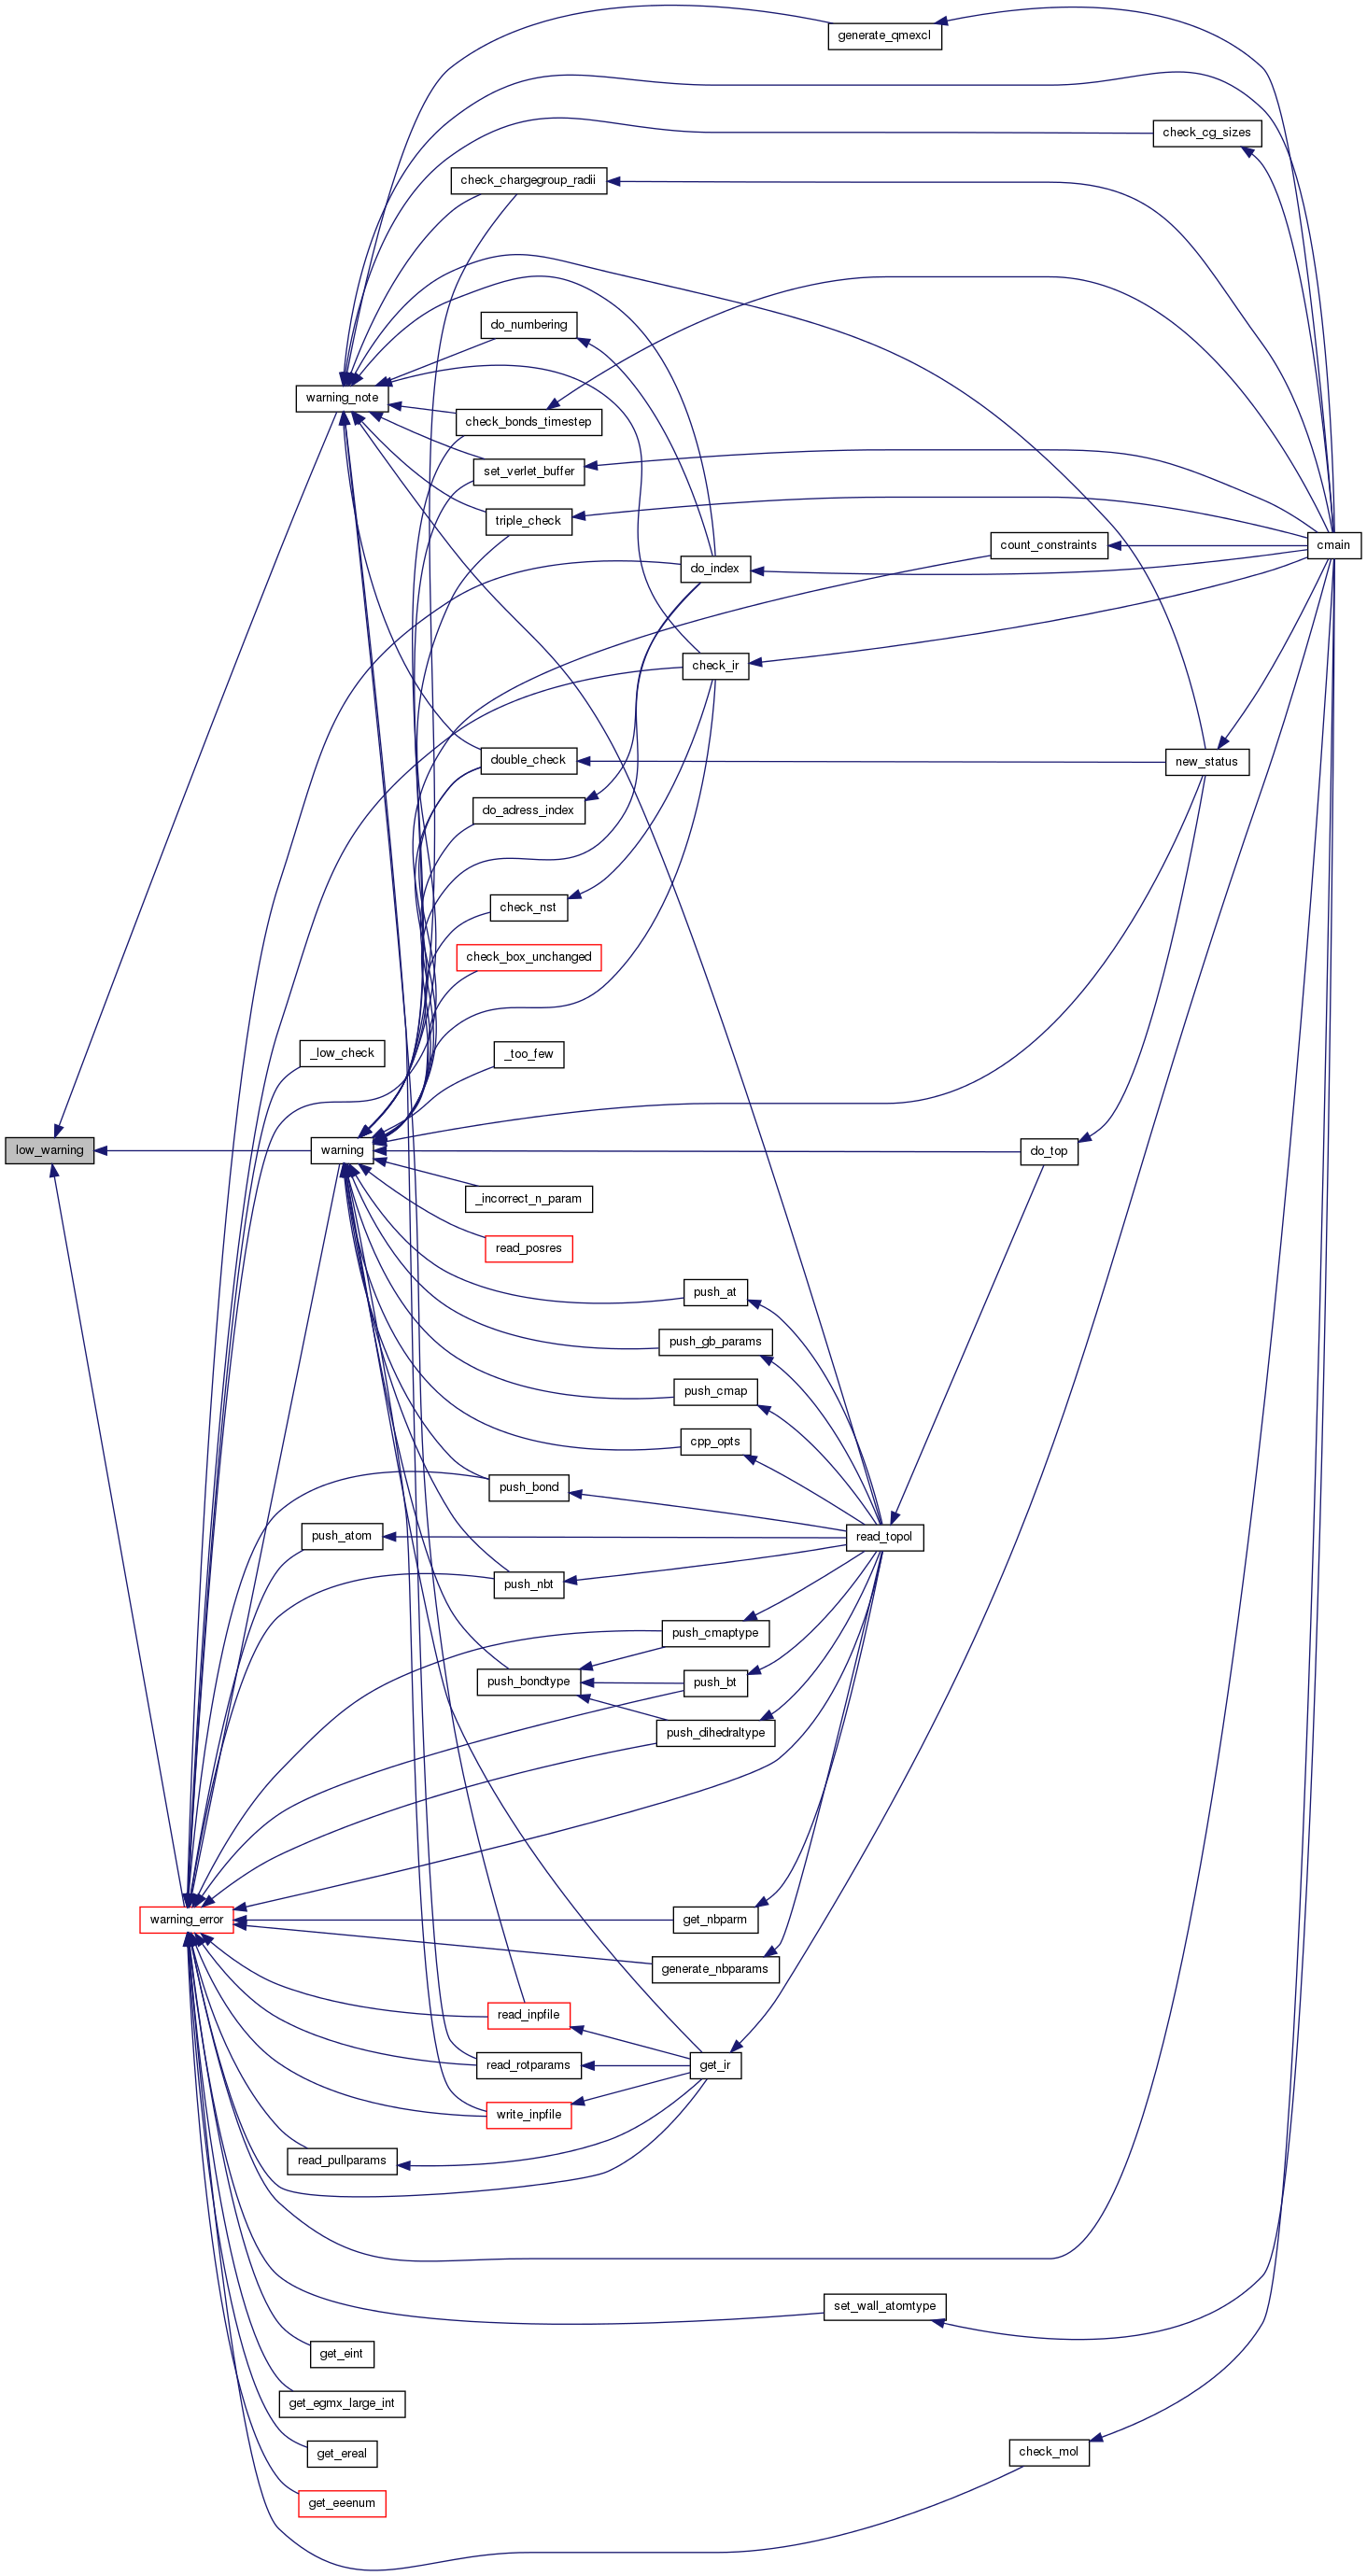 generate_qmexcl
check_cg_sizes
check_chargegroup_radii
do_numbering
warning_note
check_bonds_timestep
set_verlet_buffer
triple_check
count_constraints
cmain
do_index
check_ir
double_check
new_status
do_adress_index
check_nst
check_box_unchanged
_low_check
_too_few
low_warning
warning
do_top
_incorrect_n_param
read_posres
push_at
push_gb_params
push_cmap
cpp_opts
push_bond
push_atom
read_topol
push_nbt
push_cmaptype
push_bondtype
push_bt
push_dihedraltype
warning_error
get_nbparm
generate_nbparams
read_inpfile
read_rotparams
get_ir
write_inpfile
read_pullparams
set_wall_atomtype
get_eint
get_egmx_large_int
get_ereal
check_mol
get_eeenum